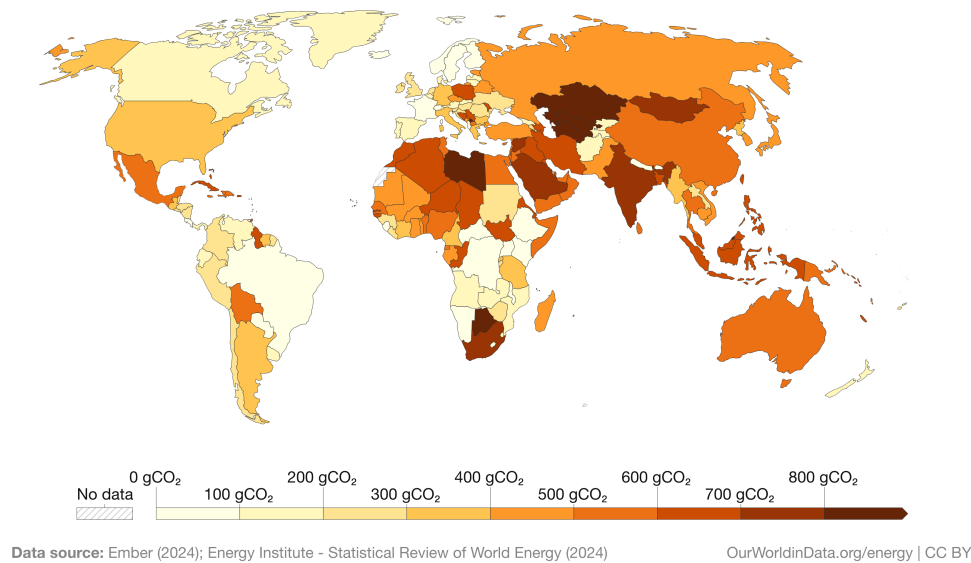 0 gCO₂ 200 gCO₂ 400 gCO₂ 600 gCO₂ 800 gCO₂
No data 100 gCO₂ 300 gCO₂ 500 gCO₂ 700 gCO₂
Data source: Ember (2024); Energy Institute - Statistical Review of World Energy (2024) OurWorldinData.org/energy | CC BY